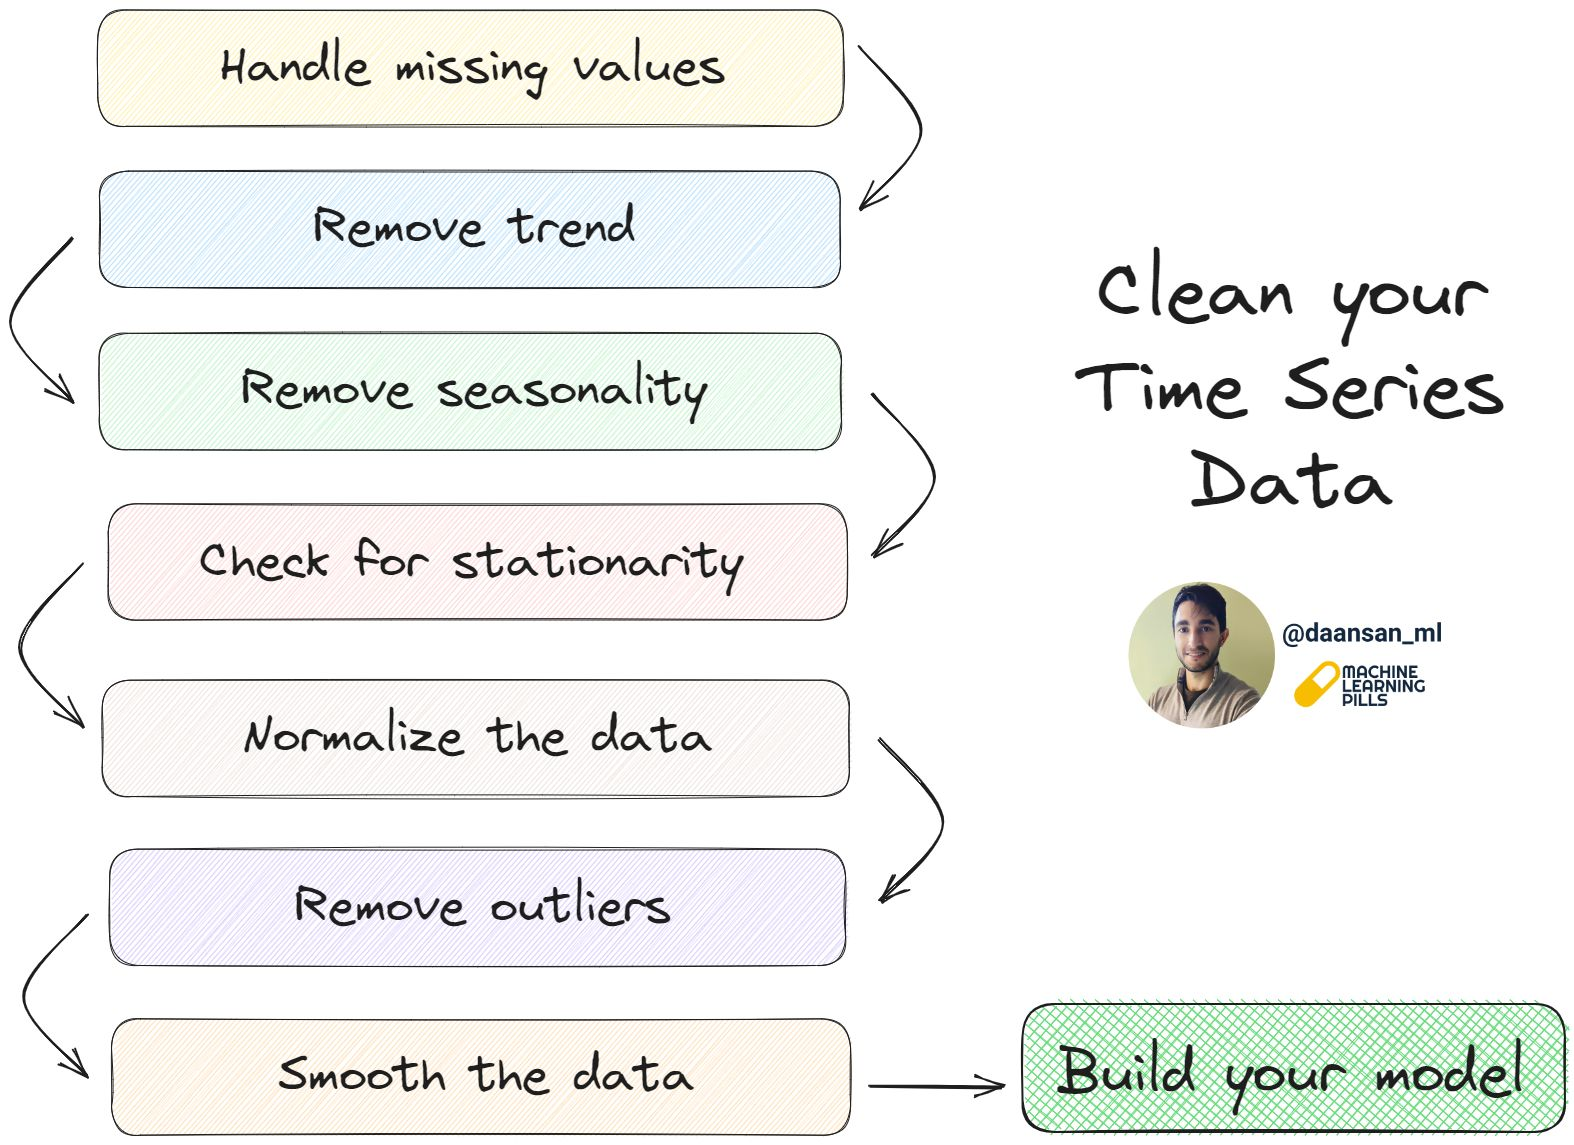 Handle missing values
Remove trend
Remove seasonality
Check for stationarity
Normalize the data
Remove outliers
Smooth the data
Build your model
Clean your
Time Series
Data
@daansan_ml
MACHINE
LEARNING
PILLS